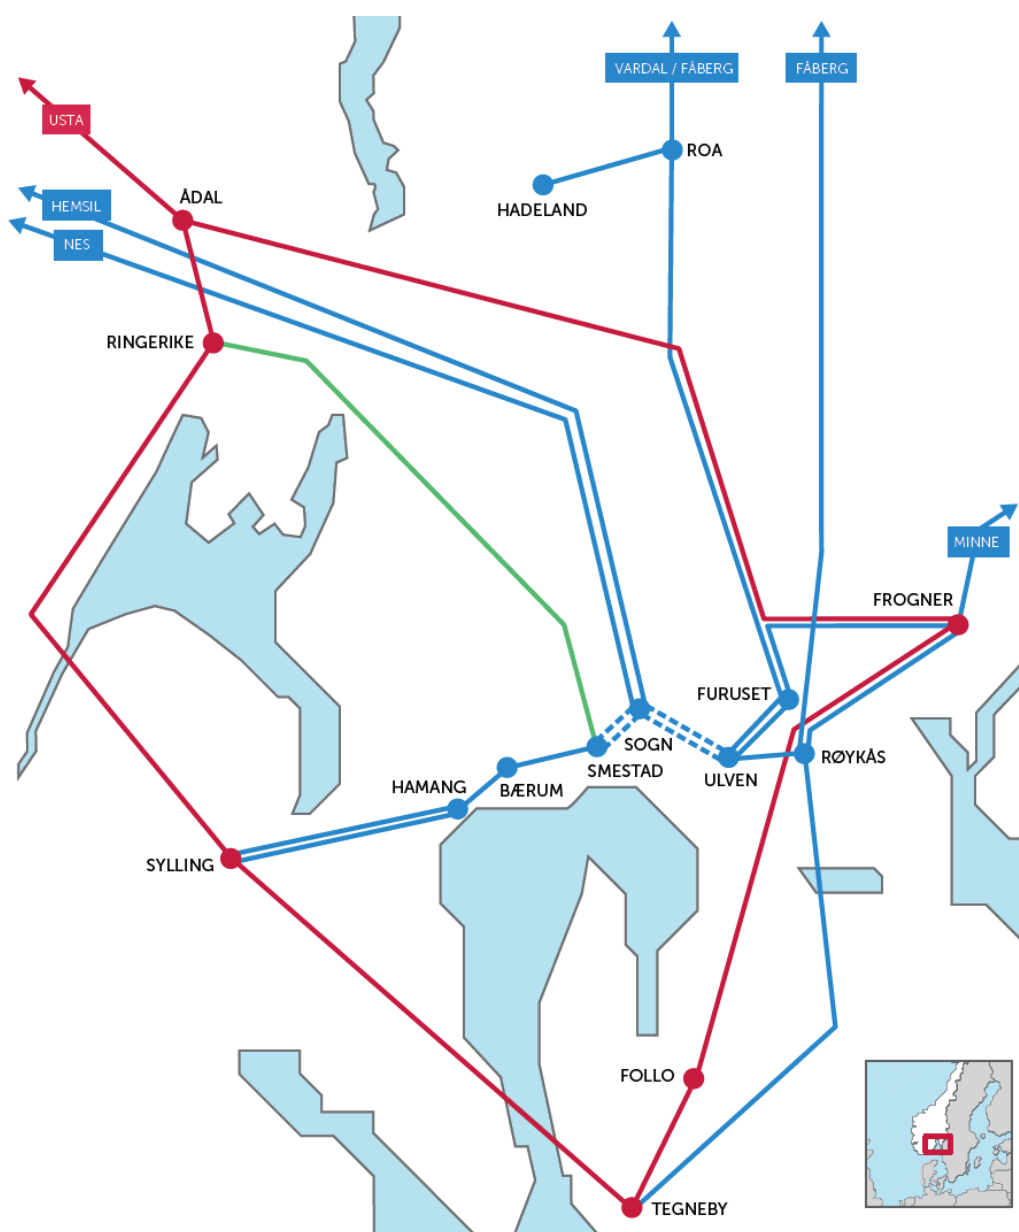 VARDAL / FÅBERG
FÅBERG
USTA
ROA
ÅDAL
HEMSIL
HADELAND
NES
RINGERIKE
MINNE
FROGNER
FURUSET
SOGN
RØYKÅS
SMESTAD
ULVEN
HAMANG
BÆRUM
SYLLING
FOLLO
TEGNEBY